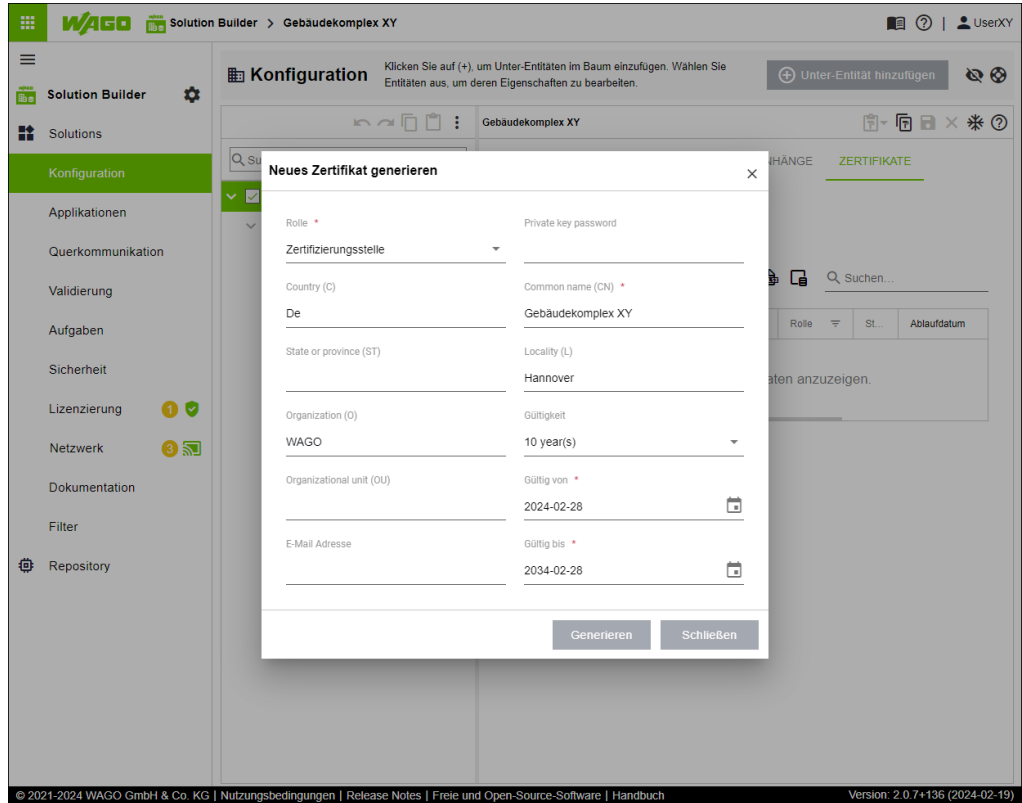 WAGO
Solution Builder > Gebäudekomplex XY
UserXY
Solution Builder
Solutions
Konfiguration
Applikationen
Querkommunikation
Validierung
Aufgaben
Sicherheit
Lizenzierung 1
Netzwerk 3
Dokumentation
Filter
Repository
Konfiguration
Klicken Sie auf (+), um Unter-Entitäten im Baum einzufügen. Wählen Sie
Entitäten aus, um deren Eigenschaften zu bearbeiten.
Unter-Entität hinzufügen
Gebäudekomplex XY
ZERTIFIKATE
Suchen...
Rolle St... Ablaufdatum
anzuzeigen.
Neues Zertifikat generieren
Rolle * Private key password
Zertifizierungsstelle
Country (C) Common name (CN) *
De Gebäudekomplex XY
State or province (ST) Locality (L)
Hannover
Organization (O) Gültigkeit
WAGO 10 year(s)
Organizational unit (OU) Gültig von *
2024-02-28
E-Mail Adresse Gültig bis *
2034-02-28
Generieren Schließen
© 2021-2024 WAGO GmbH & Co. KG | Nutzungsbedingungen | Release Notes | Freie und Open-Source-Software | Handbuch Version: 2.0.7+136 (2024-02-19)